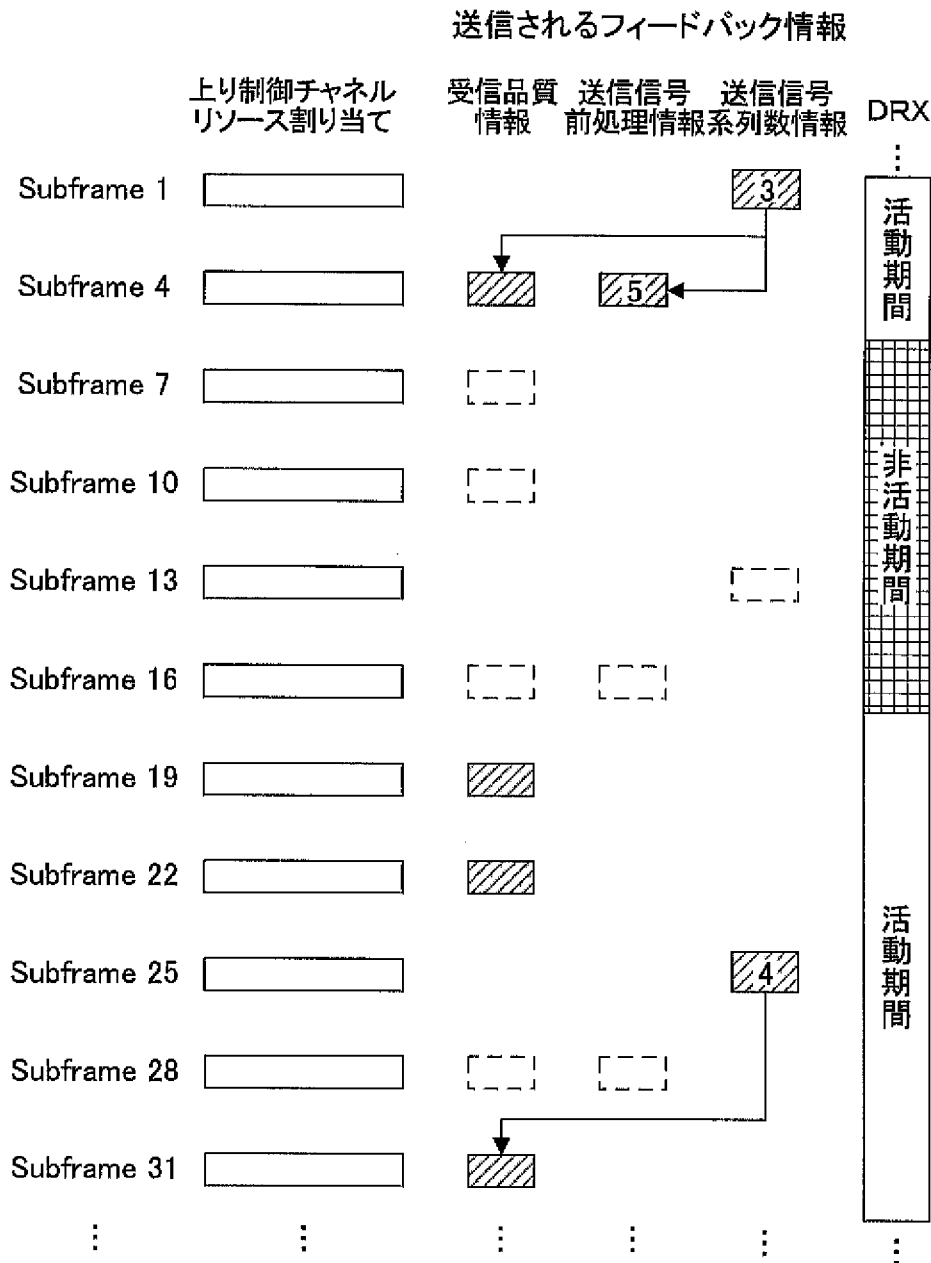 送信されるフィードバック情報
上り制御チャネル
リソース割り当て
受信品質
情報
送信信号
前処理情報
送信信号
系列数情報
DRX
⋮
Subframe 1
3
活動期間
Subframe 4
5
Subframe 7
非活動期間
Subframe 10
Subframe 13
Subframe 16
Subframe 19
Subframe 22
活動期間
Subframe 25
4
Subframe 28
Subframe 31
⋮ ⋮ ⋮ ⋮ ⋮ ⋮